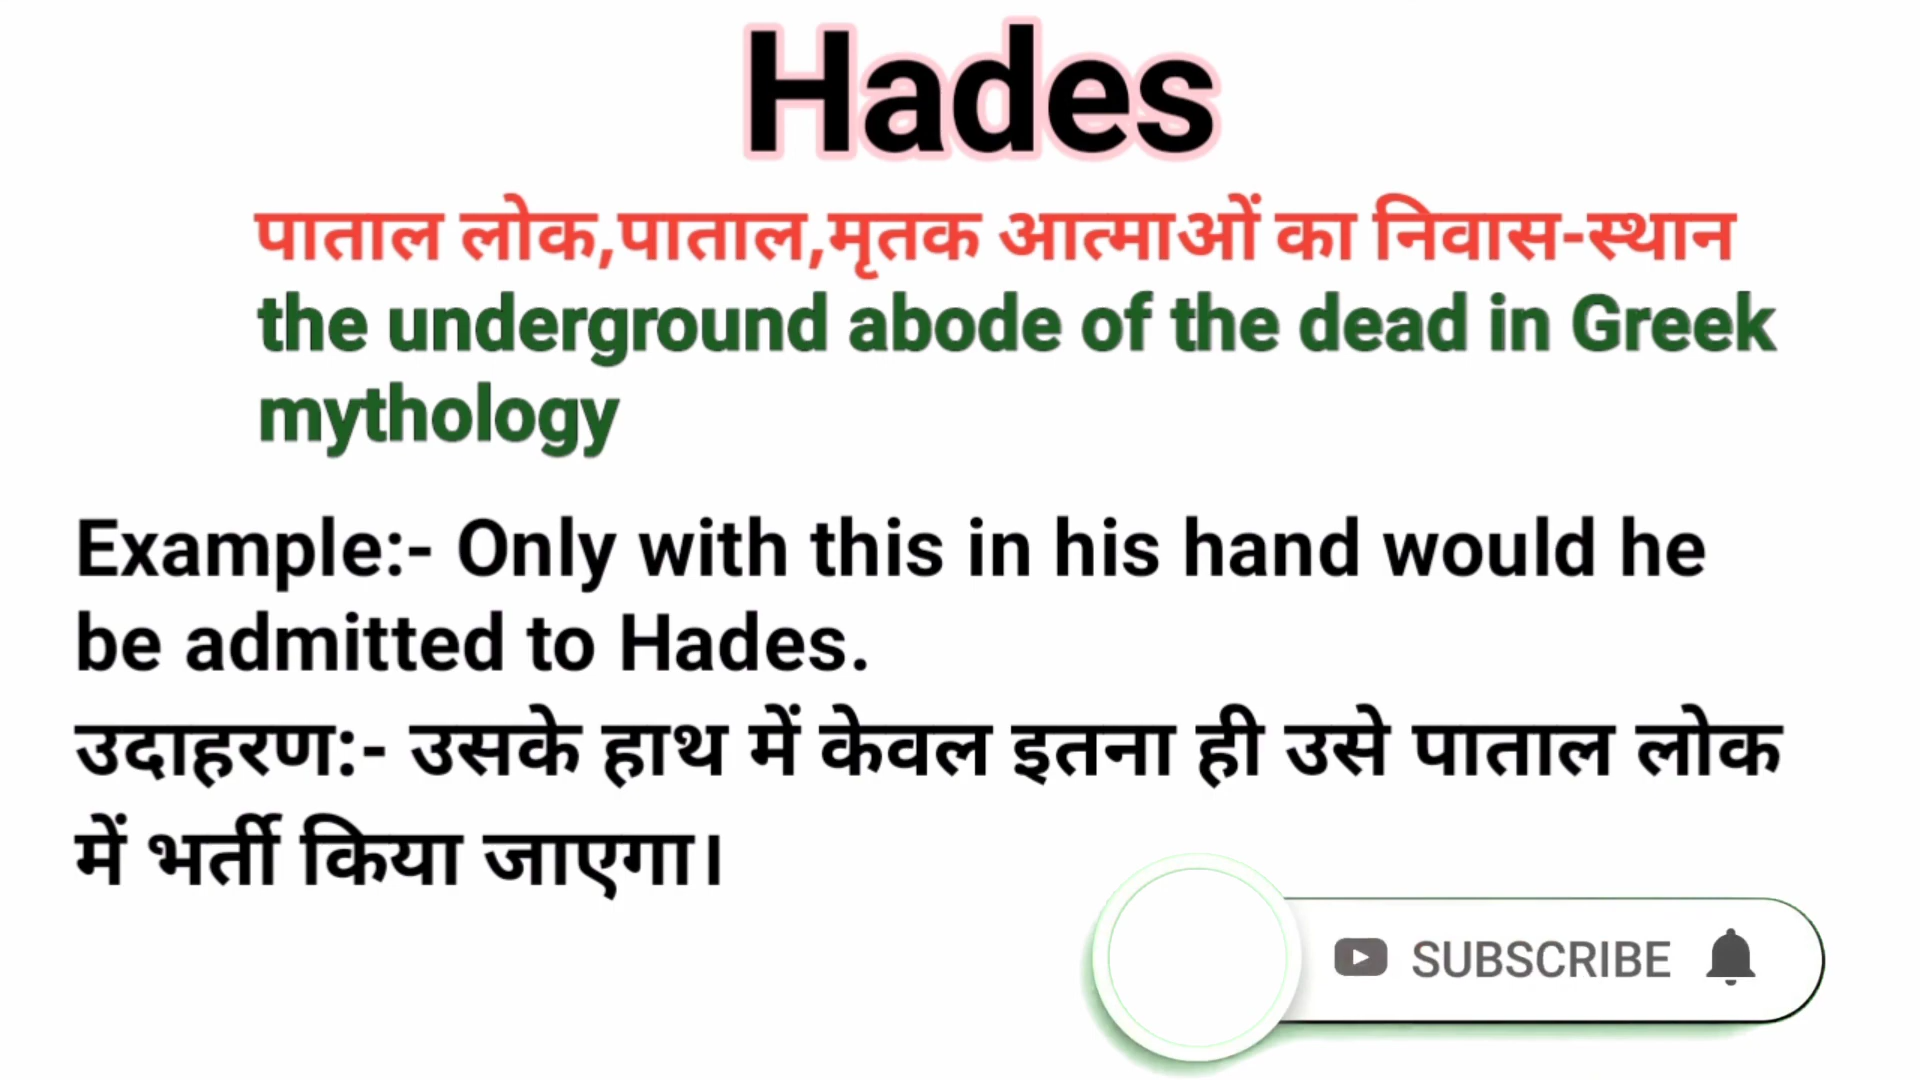 Hades
पाताल लोक,पाताल,मृतक आत्माओं का निवास-स्थान
the underground abode of the dead in Greek
mythology
Example:- Only with this in his hand would he
be admitted to Hades.
उदाहरण:- उसके हाथ में केवल इतना ही उसे पाताल लोक
में भर्ती किया जाएगा।
SUBSCRIBE